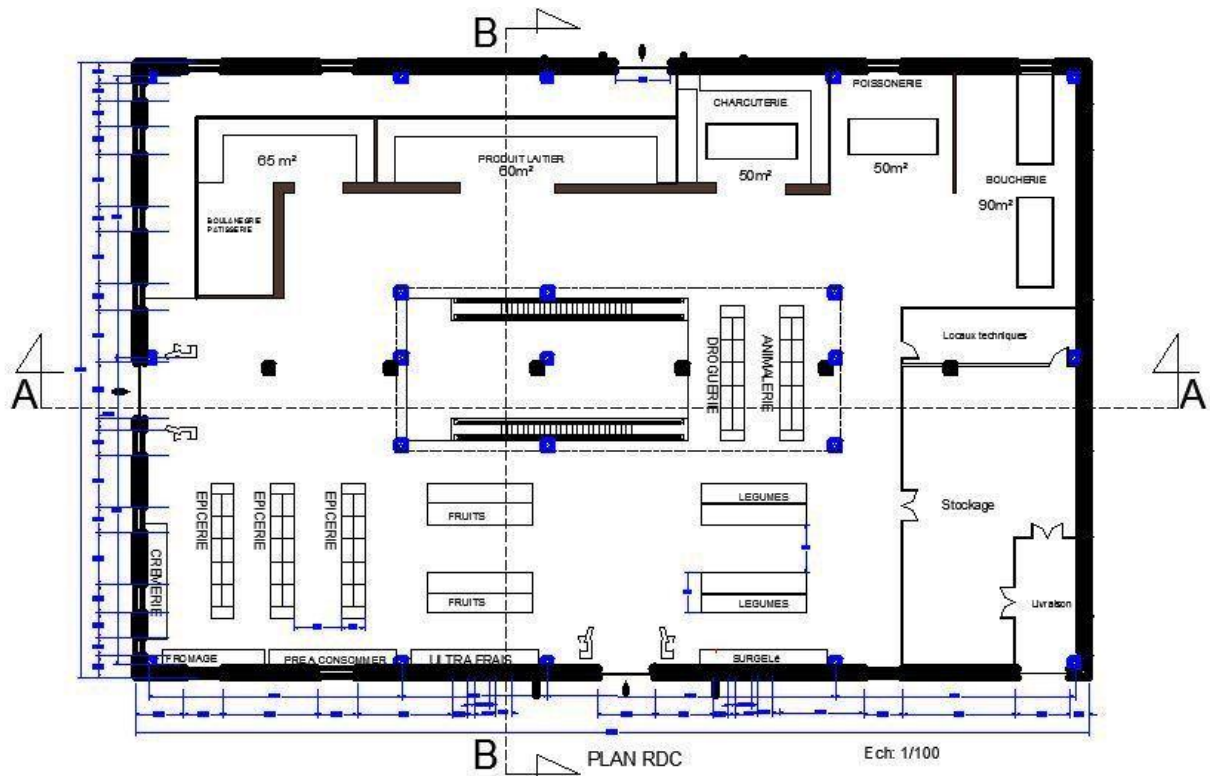 B
POISSONERIE
CHARCUTERIE
65 m²
PRODUIT LAITIER
60m²
50m²
50m²
BOUCHERIE
90m²
BOULANEGRIE
PATISSERIE
Locaux techniques
DROGUERIE
ANIMALERIE
A
A
EPICERIE
EPICERIE
EPICERIE
FRUITS
LEGUMES
Stockage
CREMERIE
FRUITS
LEGUMES
Livraison
FROMAGE
PRE A CONSOMMER
ULTRA FRAIS
SURGELé
B
PLAN RDC
Ech: 1/100